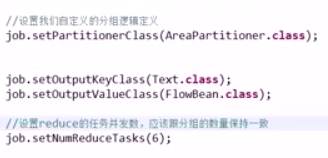 //设置我们自定义的分组逻辑定义
job.setPartitionerClass(AreaPartitioner.class);
job.setOutputKeyClass(Text.class);
job.setOutputValueClass(FlowBean.class);
//设置reduce的任务并发数，应该跟分组的数量保持一致
job.setNumReduceTasks(6);